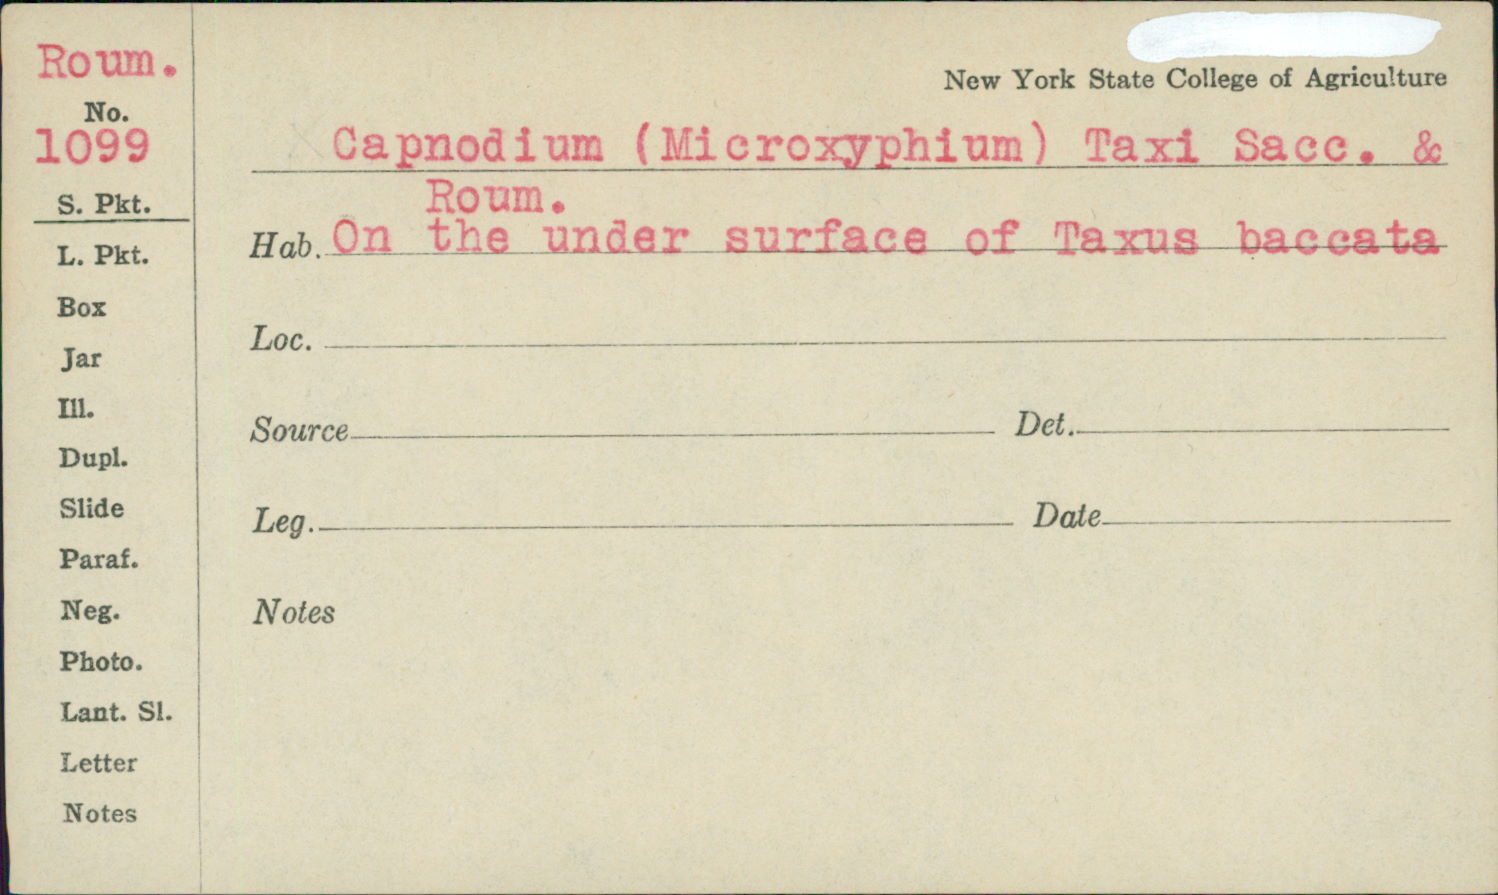 Roum.
No.
1099
S. Pkt.
L. Pkt.
Box
Jar
Ill.
Dupl.
Slide
Paraf.
Neg.
Photo.
Lant. Sl.
Letter
Notes
New York State College of Agriculture
Capnodium (Microxyphium) Taxi Sacc. &
Roum.
Hab. On the under surface of Taxus baccata
Loc.
Source Det.
Leg. Date
Notes